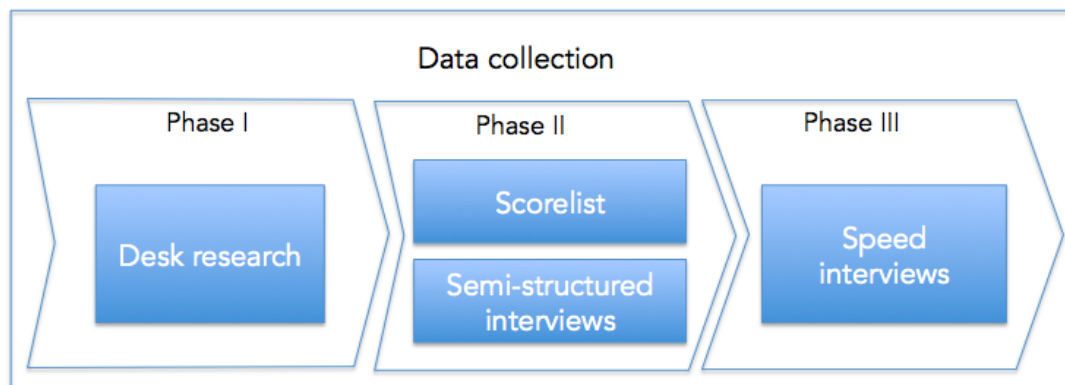 Data collection
Phase I
Desk research
Phase II
Scorelist
Semi-structured
interviews
Phase III
Speed
interviews